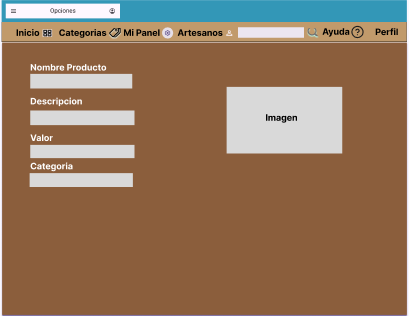 Opciones
Inicio Categorias Mi Panel Artesanos Ayuda Perfil
Nombre Producto
Descripcion
Imagen
Valor
Categoria